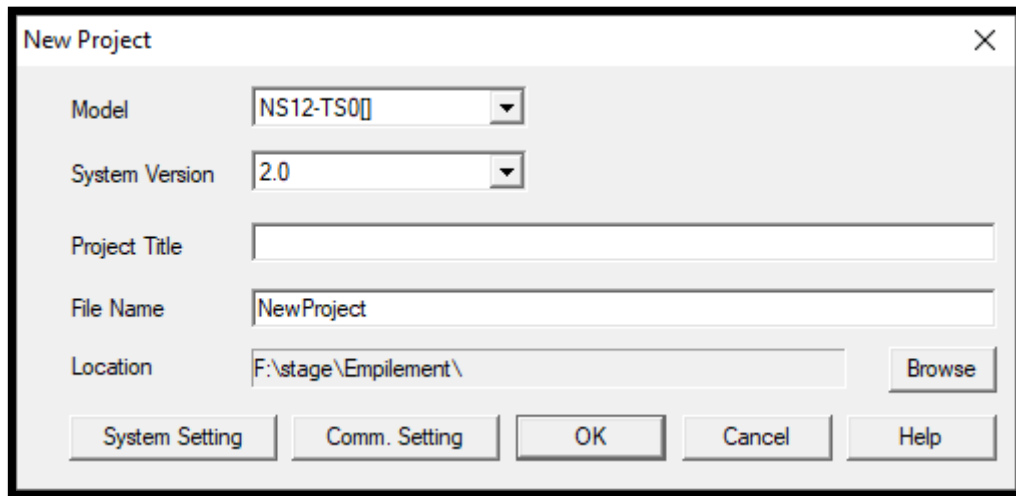 New Project
Model NS12-TS0[]
System Version 2.0
Project Title
File Name NewProject
Location F:\stage\Empilement\ Browse
System Setting Comm. Setting OK Cancel Help